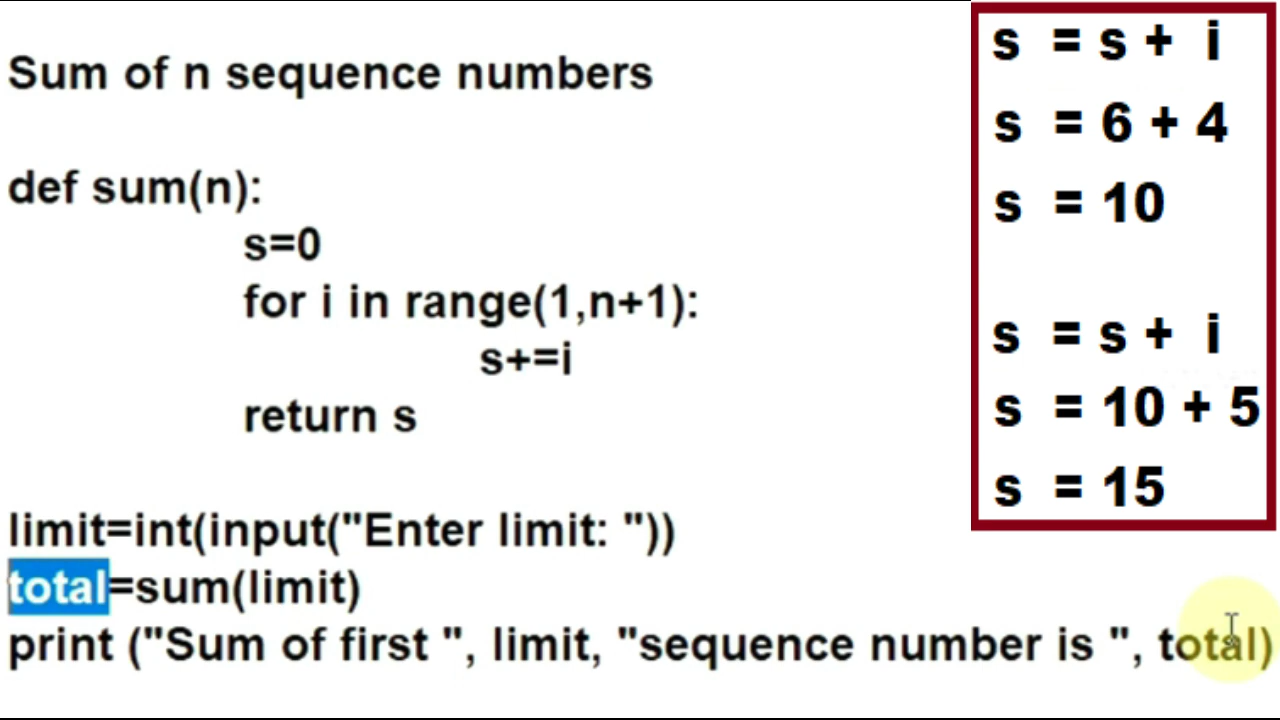 Sum of n sequence numbers
def sum(n):
s=0
for i in range(1,n+1):
s+=i
return s
limit=int(input("Enter limit: "))
total=sum(limit)
print ("Sum of first ", limit, "sequence number is ", total)
s = s + i
s = 6 + 4
s = 10
s = s + i
s = 10 + 5
s = 15